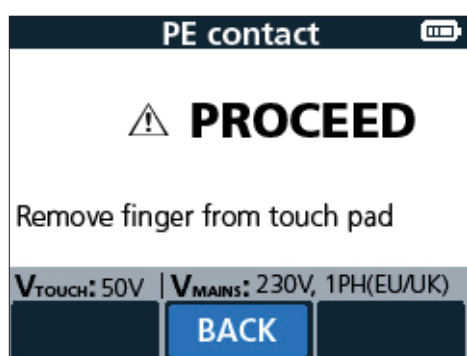 PE contact
⚠ PROCEED
Remove finger from touch pad
VTOUCH: 50V | VMAINS: 230V, 1PH(EU/UK)
BACK